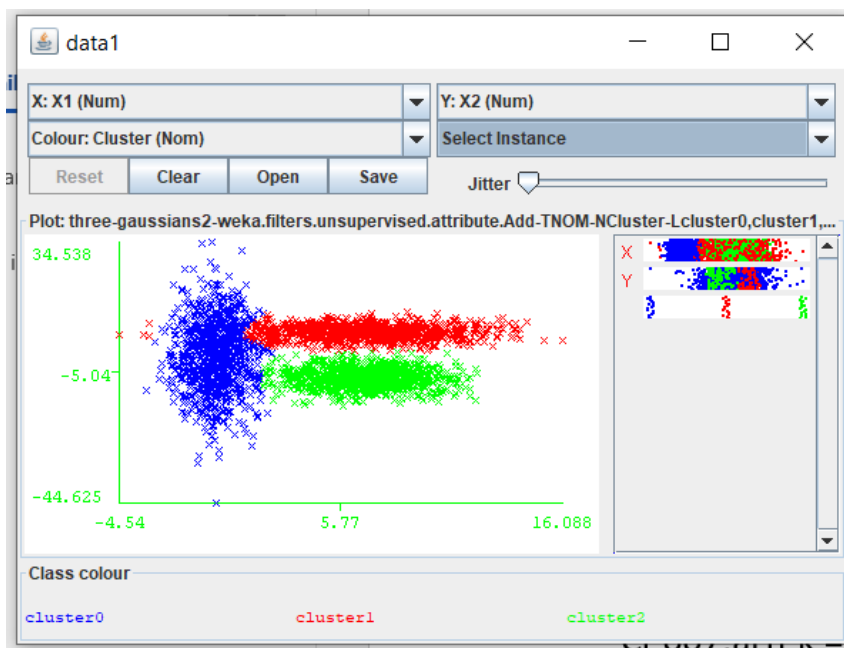 data1
X: X1 (Num)
Y: X2 (Num)
Colour: Cluster (Nom)
Select Instance
Reset
Clear
Open
Save
Jitter
Plot: three-gaussians2-weka.filters.unsupervised.attribute.Add-TNOM-NCluster-Lcluster0,cluster1,...
34.538
-5.04
-44.625
-4.54
5.77
16.088
X
Y
Class colour
cluster0
cluster1
cluster2